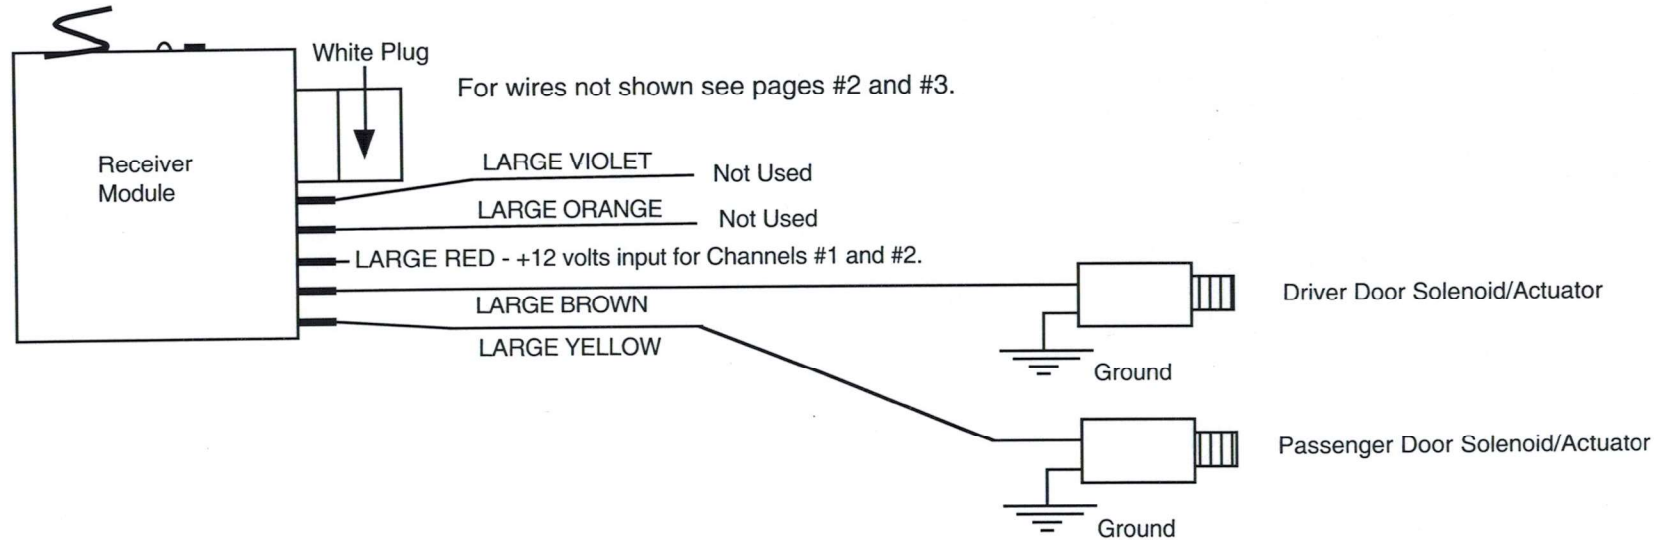 White Plug
For wires not shown see pages #2 and #3.
Receiver
Module
LARGE VIOLET
Not Used
LARGE ORANGE
Not Used
LARGE RED - +12 volts input for Channels #1 and #2.
LARGE BROWN
Driver Door Solenoid/Actuator
LARGE YELLOW
Ground
Passenger Door Solenoid/Actuator
Ground